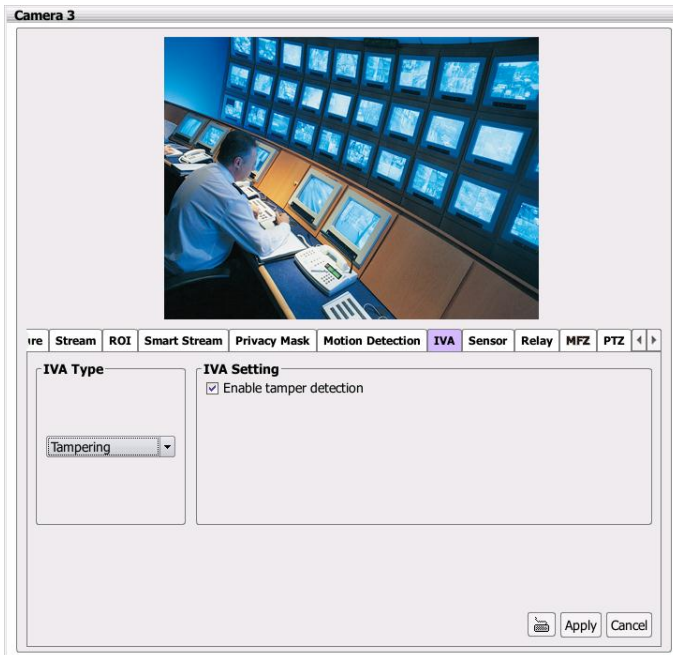 Camera 3
ure Stream ROI Smart Stream Privacy Mask Motion Detection IVA Sensor Relay MFZ PTZ
IVA Type
Tampering
IVA Setting
Enable tamper detection
Apply Cancel